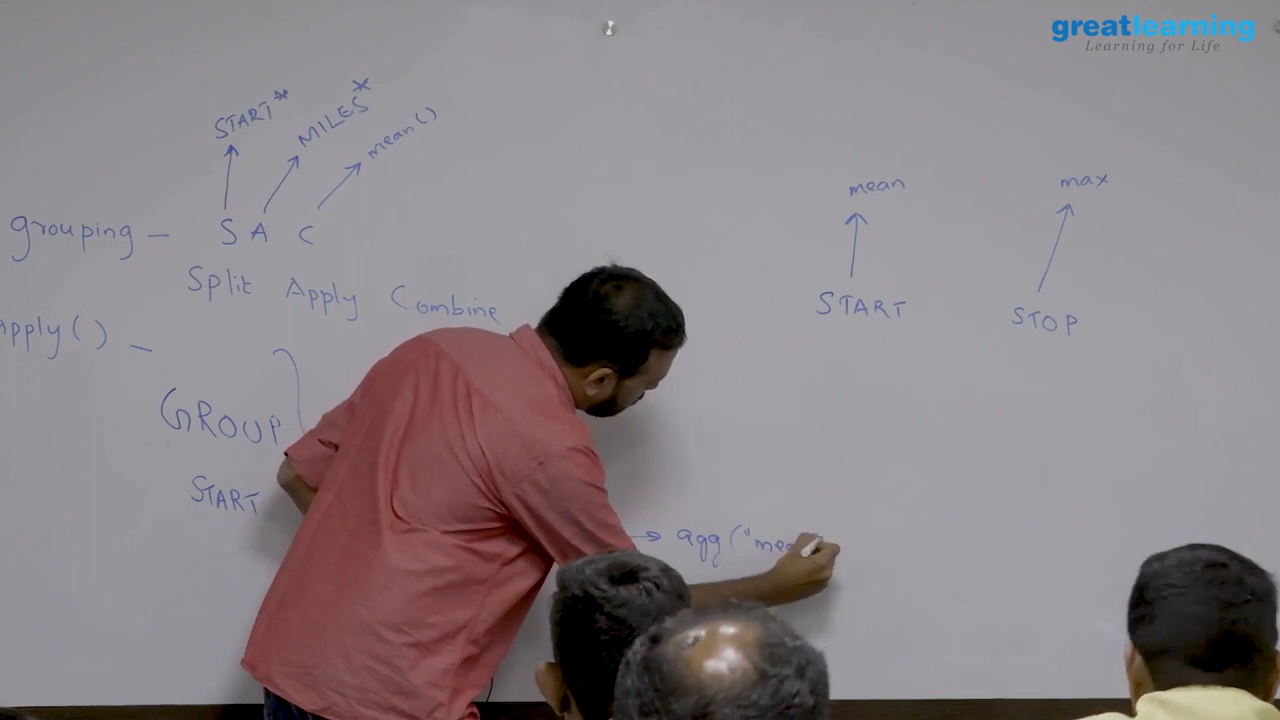 greatlearning
Learning for Life
START* MILES* mean()
grouping — S A C
Split Apply Combine
apply() —
GROUP
START
→ agg("mea
mean max
START STOP